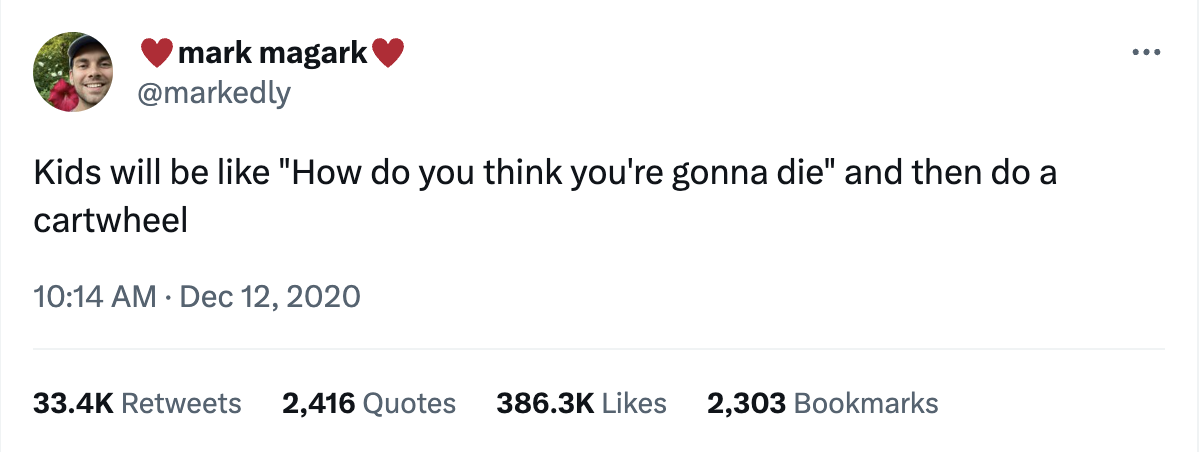 ❤️mark magark❤️
@markedly
Kids will be like "How do you think you're gonna die" and then do a
cartwheel
10:14 AM · Dec 12, 2020
33.4K Retweets 2,416 Quotes 386.3K Likes 2,303 Bookmarks